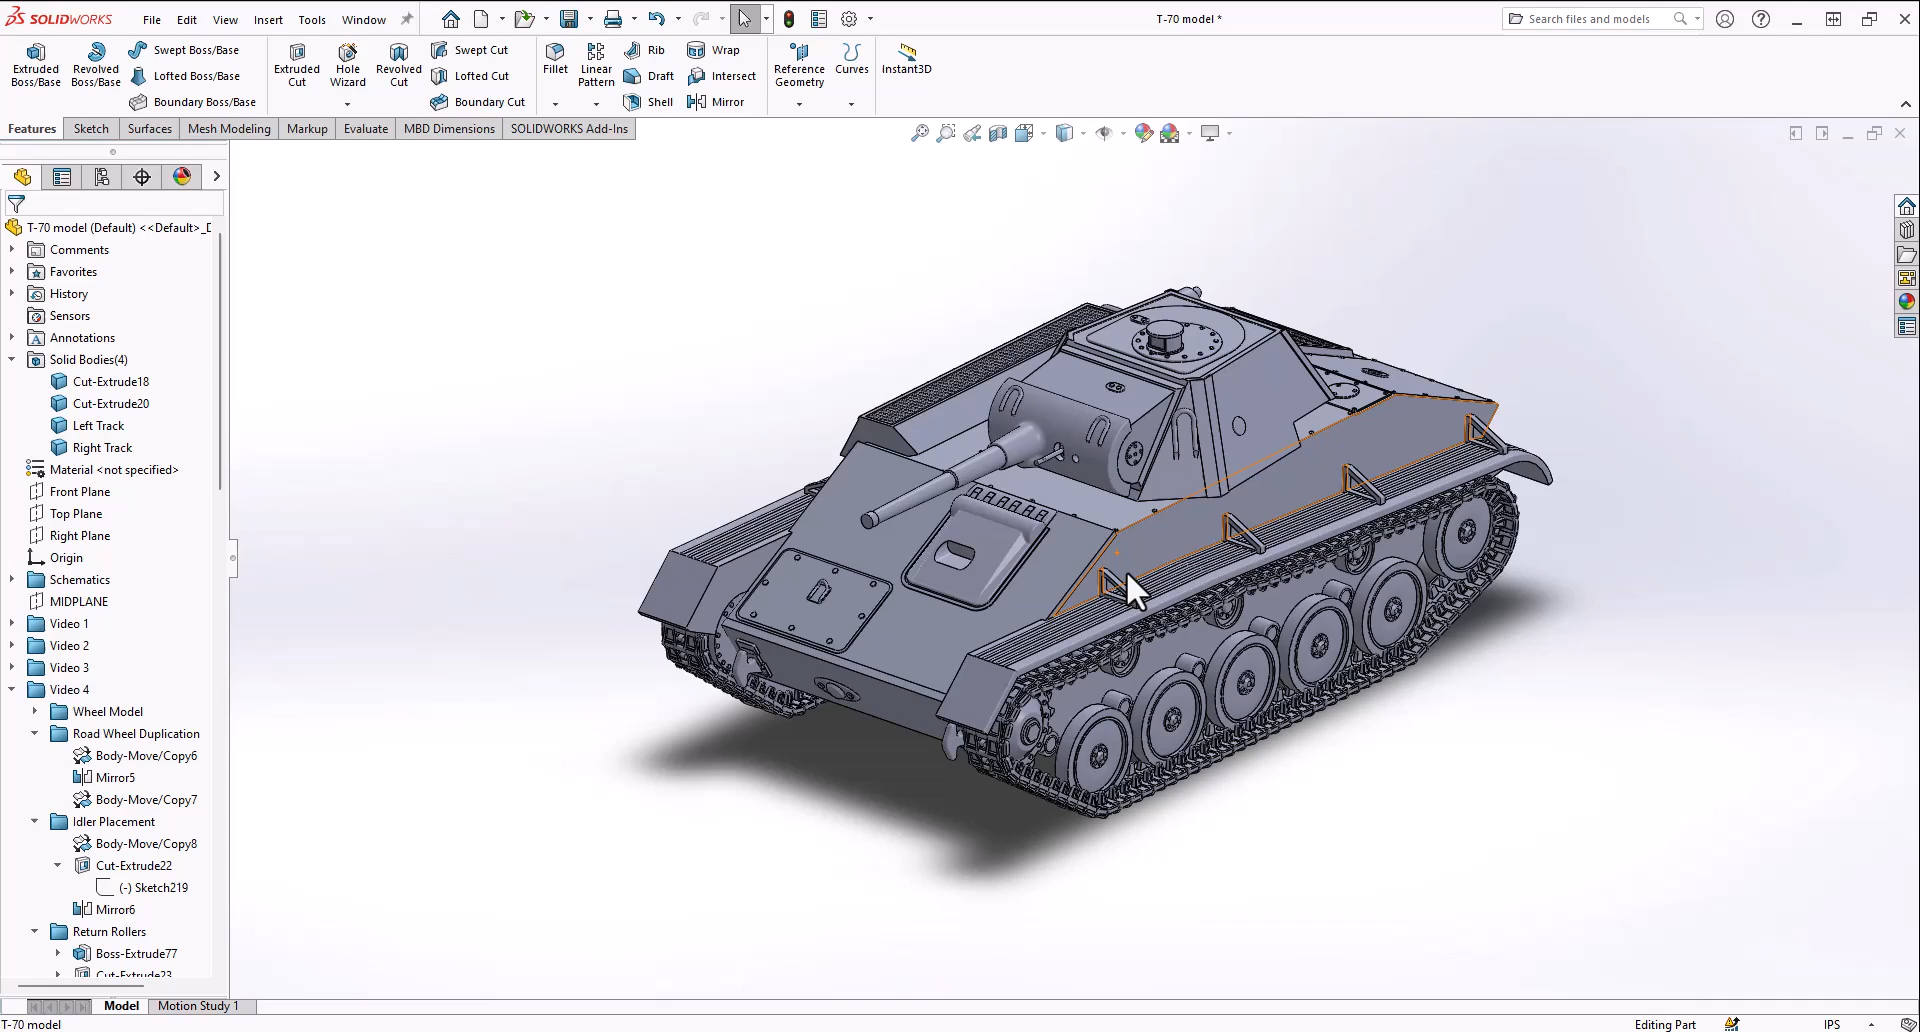 SOLIDWORKS File Edit View Insert Tools Window T-70 model * Search files and models
Extruded Boss/Base
Revolved Boss/Base
Swept Boss/Base
Lofted Boss/Base
Boundary Boss/Base
Extruded Cut
Hole Wizard
Revolved Cut
Swept Cut
Lofted Cut
Boundary Cut
Fillet
Linear Pattern
Rib
Draft
Shell
Wrap
Intersect
Mirror
Reference Geometry
Curves
Instant3D
Features Sketch Surfaces Mesh Modeling Markup Evaluate MBD Dimensions SOLIDWORKS Add-Ins
T-70 model (Default) <<Default>_D
Comments
Favorites
History
Sensors
Annotations
Solid Bodies(4)
Cut-Extrude18
Cut-Extrude20
Left Track
Right Track
Material <not specified>
Front Plane
Top Plane
Right Plane
Origin
Schematics
MIDPLANE
Video 1
Video 2
Video 3
Video 4
Wheel Model
Road Wheel Duplication
Body-Move/Copy6
Mirror5
Body-Move/Copy7
Idler Placement
Body-Move/Copy8
Cut-Extrude22
(-) Sketch219
Mirror6
Return Rollers
Boss-Extrude77
Cut-Extrude23
Model Motion Study 1
T-70 model Editing Part IPS